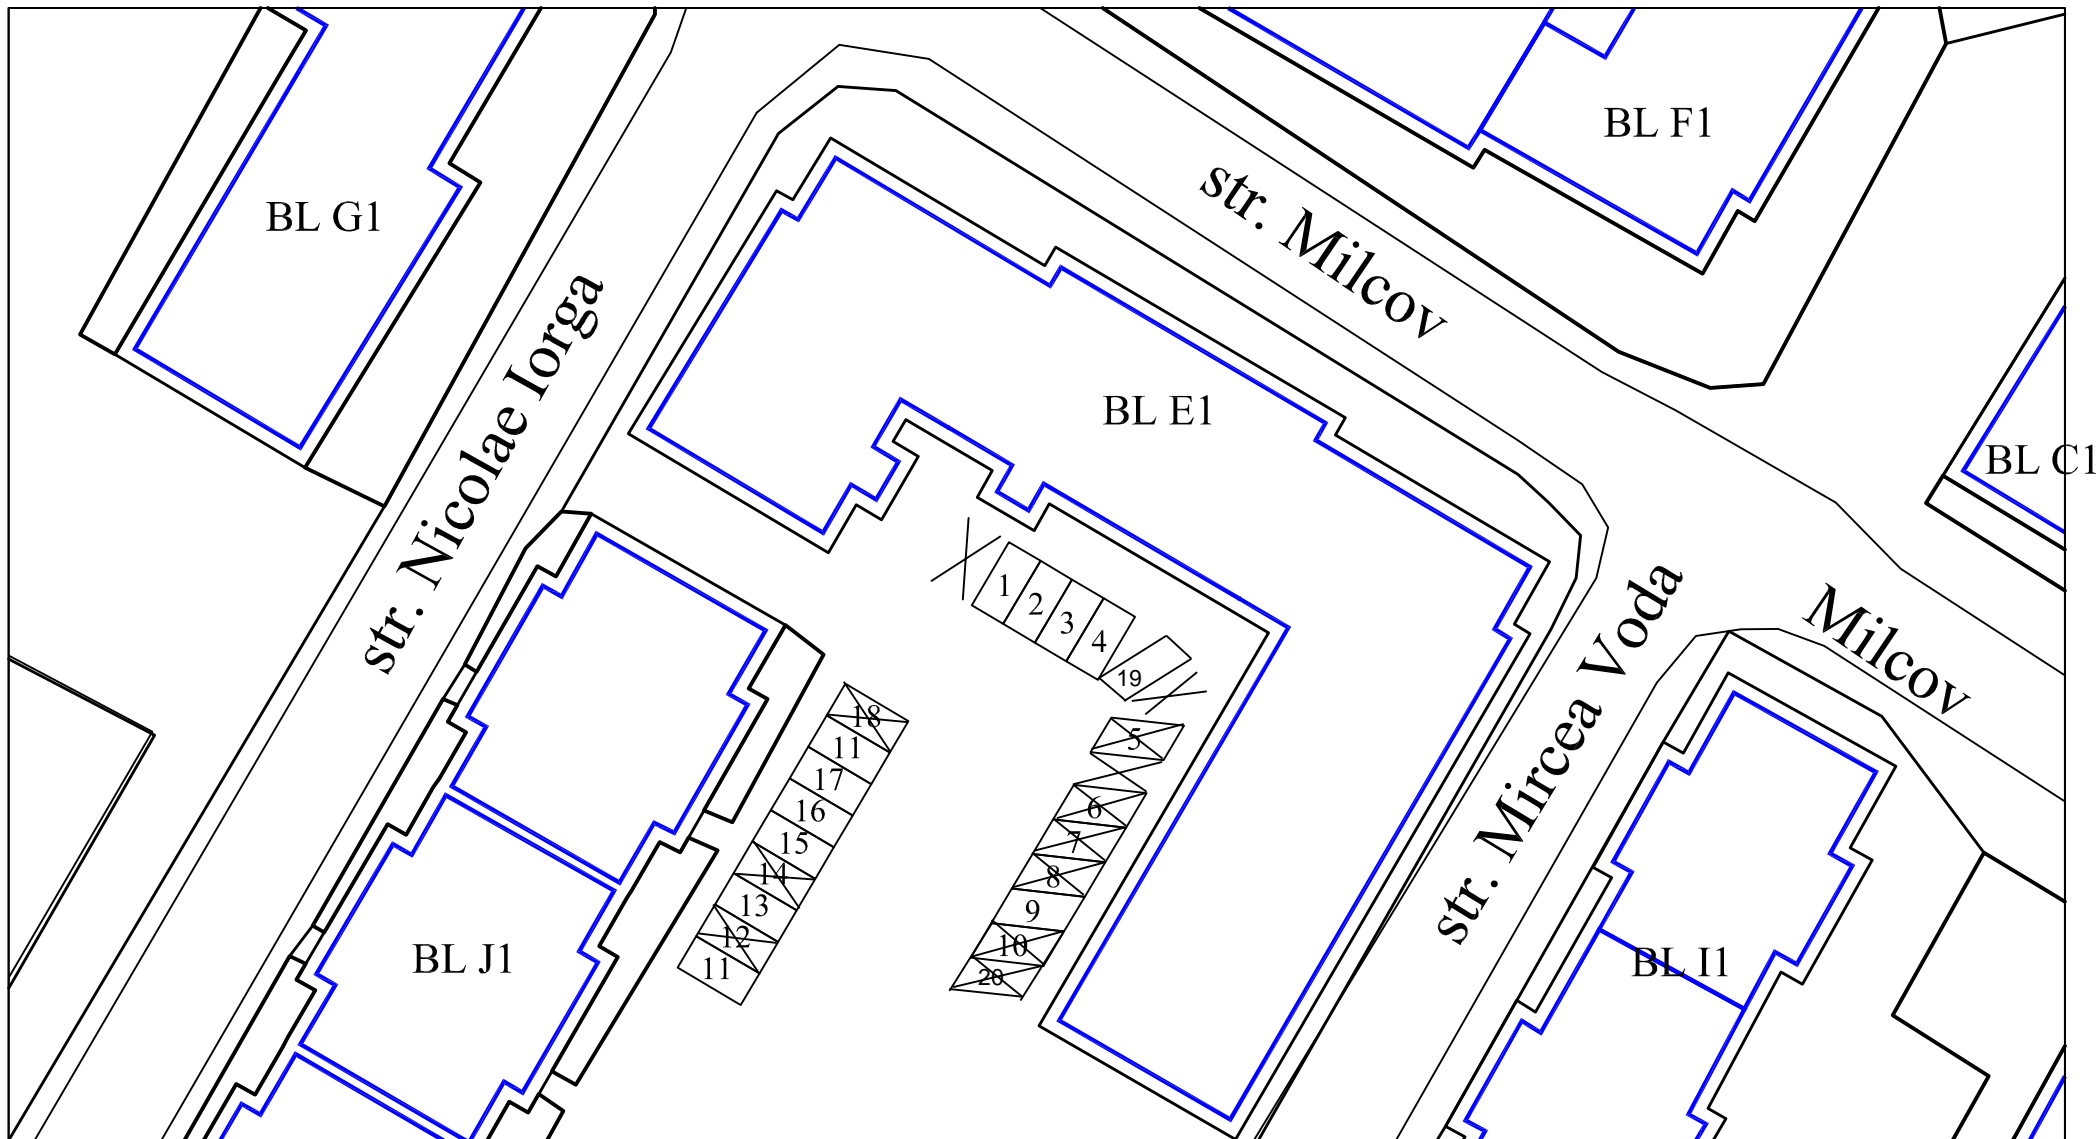 BL F1
BL G1
str. Milcov
BL E1
BL C1
str. Nicolae Iorga
1
2
3
4
19
Milcov
str. Mircea Voda
18
11
17
16
15
14
13
12
11
5
6
7
8
9
10
20
BL J1
BL I1